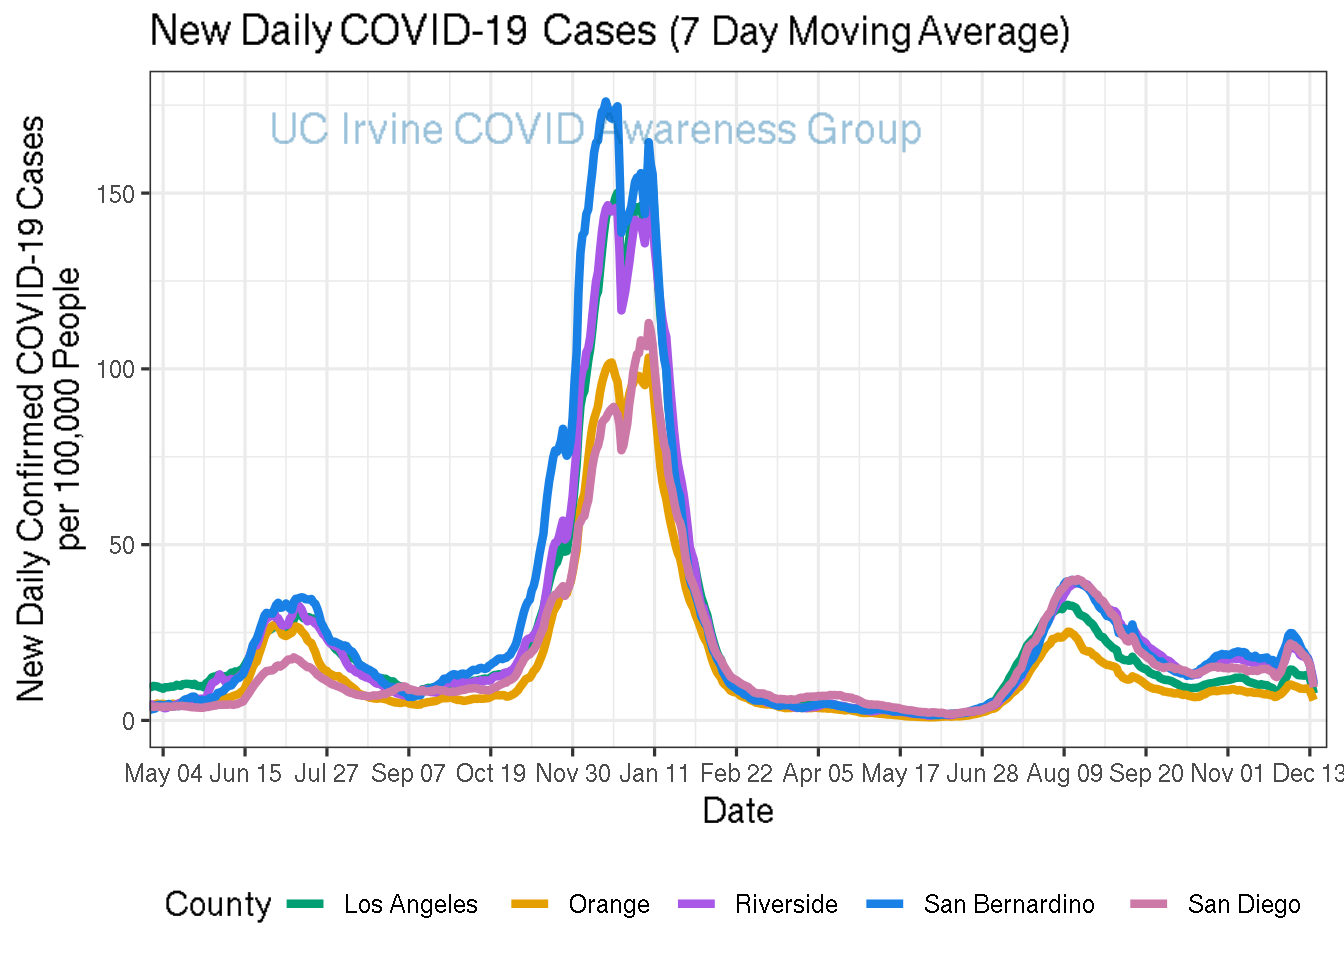 New Daily COVID-19 Cases (7 Day Moving Average)
UC Irvine COVID Awareness Group
New Daily Confirmed COVID-19 Cases
per 100,000 People
150
100
50
0
May 04 Jun 15 Jul 27 Sep 07 Oct 19 Nov 30 Jan 11 Feb 22 Apr 05 May 17 Jun 28 Aug 09 Sep 20 Nov 01 Dec 13
Date
County Los Angeles Orange Riverside San Bernardino San Diego